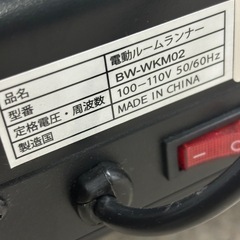 品名 電動ルームランナー
型番 BW-WKM02
定格電圧・周波数 100-110V 50/60Hz
製造国 MADE IN CHINA